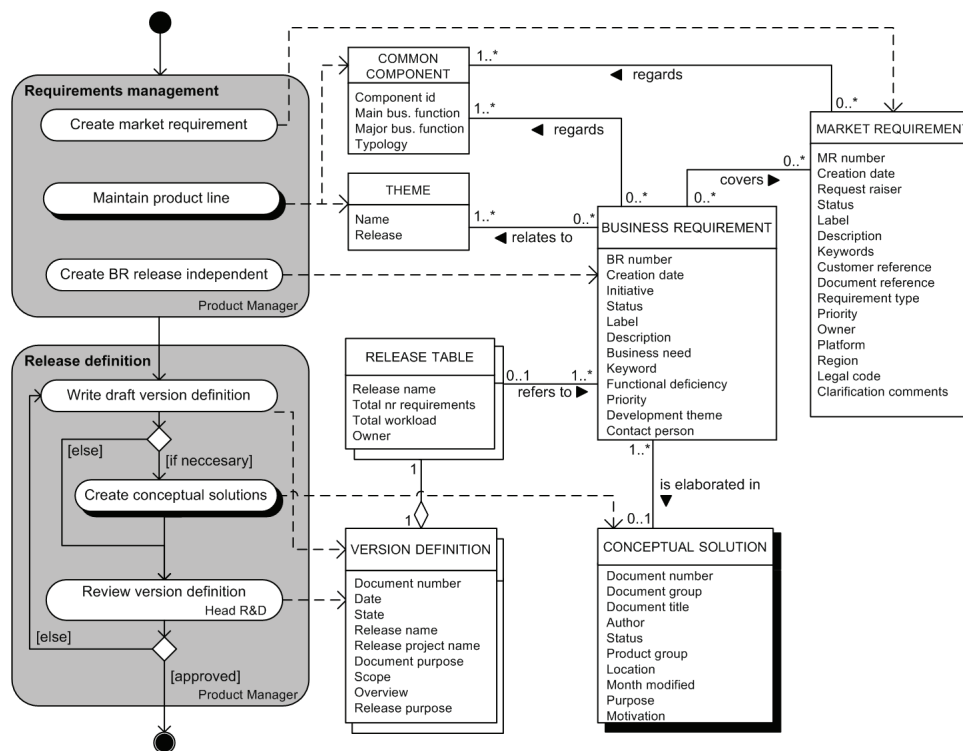 Requirements management
Create market requirement
Maintain product line
Create BR release independent
Product Manager
Release definition
Write draft version definition
[else]
[if neccesary]
Create conceptual solutions
Review version definition
Head R&D
[else]
[approved]
Product Manager
COMMON
COMPONENT
Component id
Main bus. function
Major bus. function
Typology
1..*
◄ regards
0..*
1..*
◄ regards
0..*
THEME
Name
Release
1..*
◄ relates to
0..*
0..*
covers ►
0..*
MARKET REQUIREMENT
MR number
Creation date
Request raiser
Status
Label
Description
Keywords
Customer reference
Document reference
Requirement type
Priority
Owner
Platform
Region
Legal code
Clarification comments
BUSINESS REQUIREMENT
BR number
Creation date
Initiative
Status
Label
Description
Business need
Keyword
Functional deficiency
Priority
Development theme
Contact person
RELEASE TABLE
Release name
Total nr requirements
Total workload
Owner
0..1
1..*
refers to ►
1
1
1..*
is elaborated in
▼
0..1
VERSION DEFINITION
Document number
Date
State
Release name
Release project name
Document purpose
Scope
Overview
Release purpose
CONCEPTUAL SOLUTION
Document number
Document group
Document title
Author
Status
Product group
Location
Month modified
Purpose
Motivation